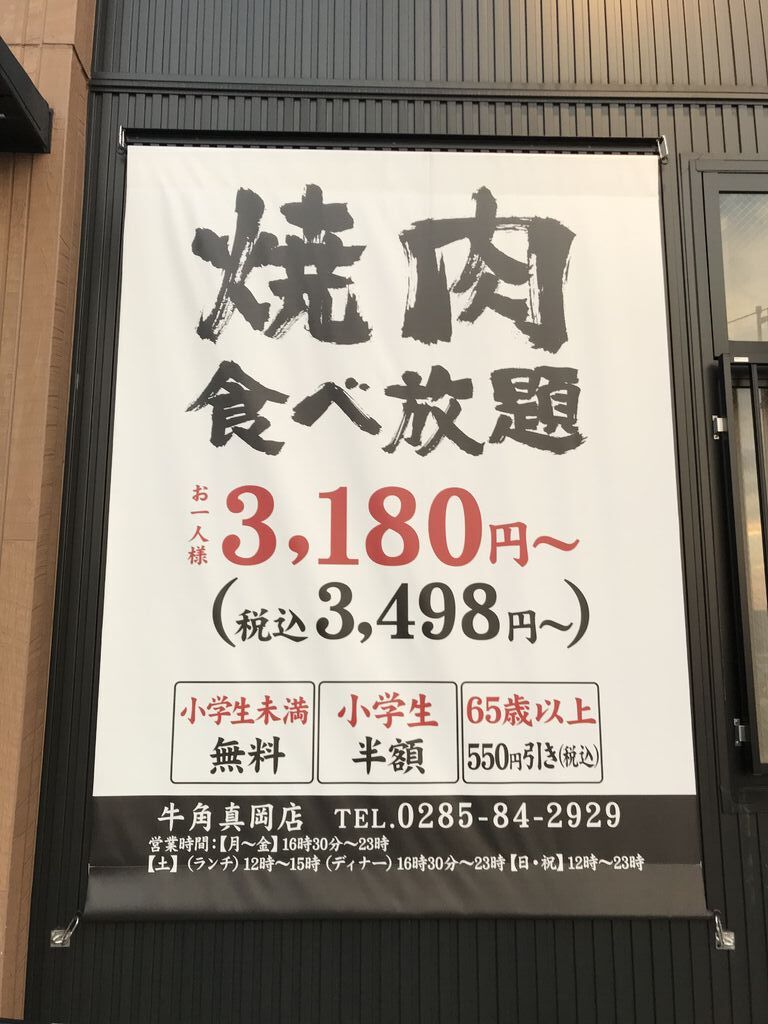 焼肉
食べ放題
お一人様 3,180円～
(税込3,498円～)
小学生未満
無料
小学生
半額
65歳以上
550円引き(税込)
牛角真岡店 TEL.0285-84-2929
営業時間:【月～金】16時30分～23時
【土】(ランチ)12時～15時(ディナー)16時30分～23時【日・祝】12時～23時